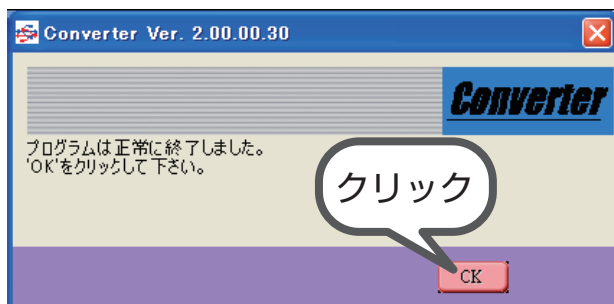 Converter Ver. 2.00.00.30
Converter
プログラムは正常に終了しました。
'OK'をクリックして下さい。
クリック
CK